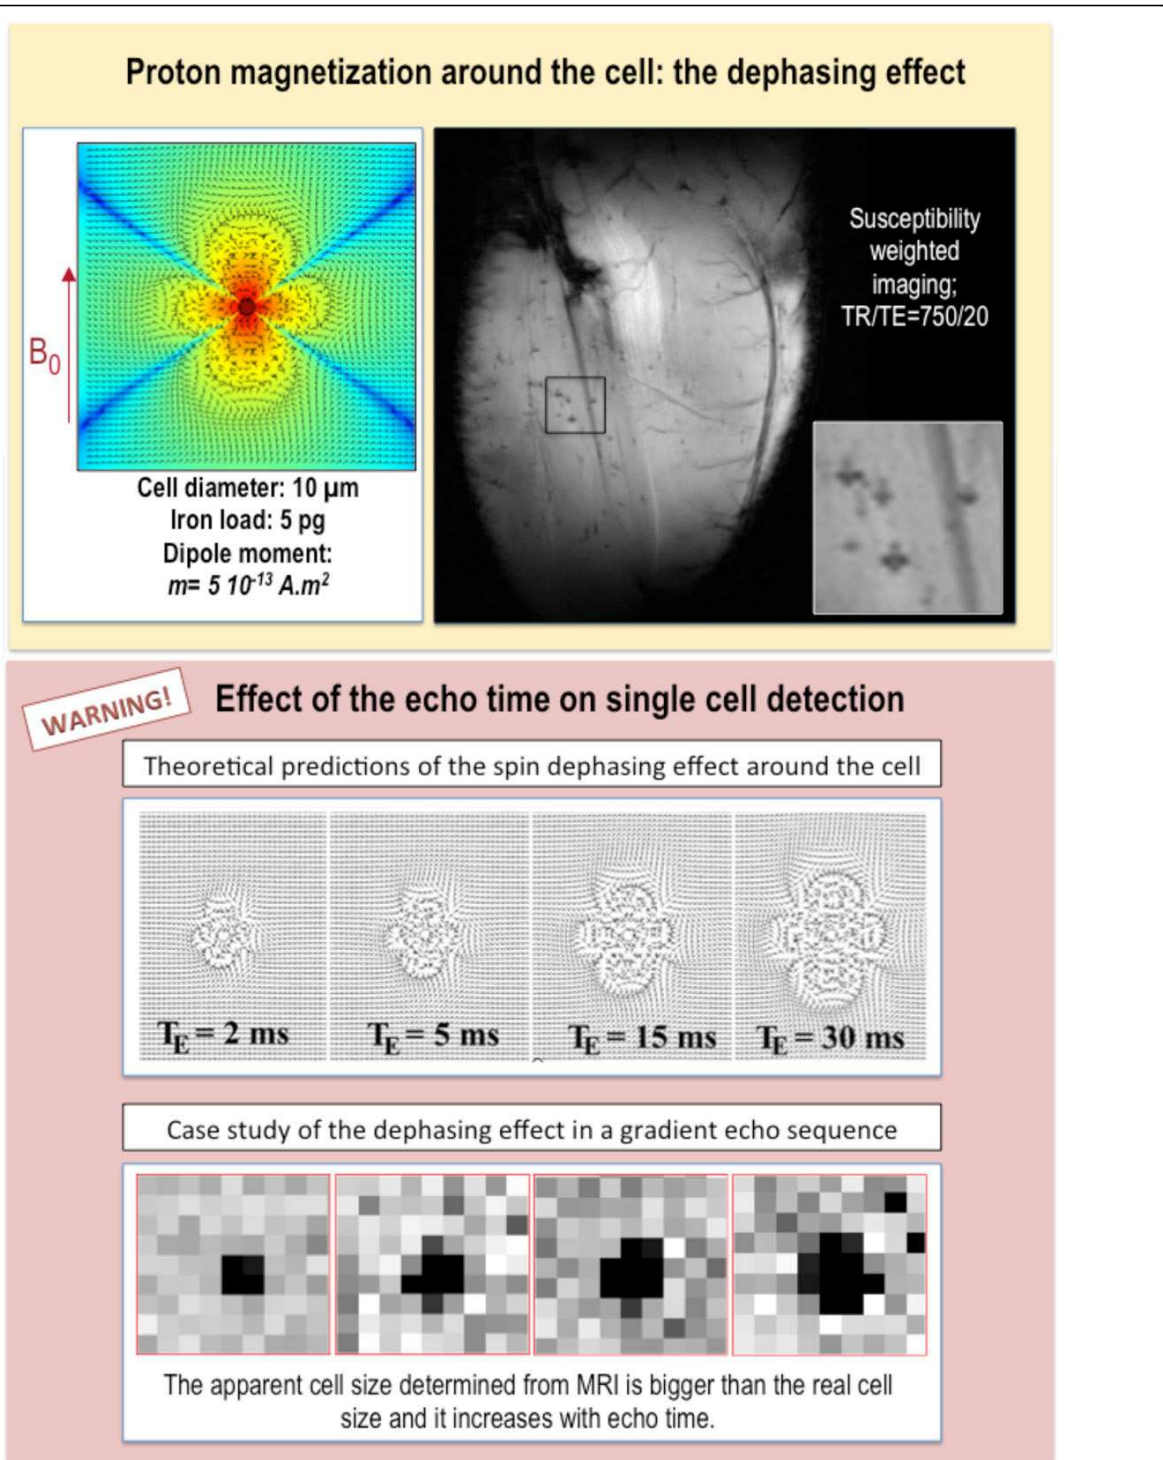 Proton magnetization around the cell: the dephasing effect
B₀
Cell diameter: 10 µm
Iron load: 5 pg
Dipole moment:
m= 5 10⁻¹³ A.m²
Susceptibility
weighted
imaging;
TR/TE=750/20
WARNING!
Effect of the echo time on single cell detection
Theoretical predictions of the spin dephasing effect around the cell
T_E = 2 ms
T_E = 5 ms
T_E = 15 ms
T_E = 30 ms
Case study of the dephasing effect in a gradient echo sequence
The apparent cell size determined from MRI is bigger than the real cell
size and it increases with echo time.